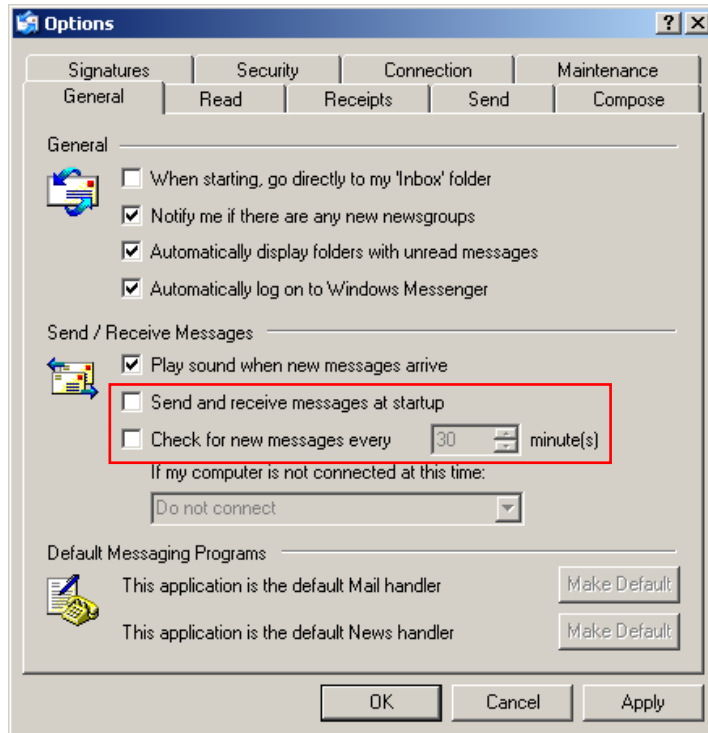 Options
Signatures Security Connection Maintenance
General Read Receipts Send Compose
General
When starting, go directly to my 'Inbox' folder
Notify me if there are any new newsgroups
Automatically display folders with unread messages
Automatically log on to Windows Messenger
Send / Receive Messages
Play sound when new messages arrive
Send and receive messages at startup
Check for new messages every 30 minute(s)
If my computer is not connected at this time:
Do not connect
Default Messaging Programs
This application is the default Mail handler Make Default
This application is the default News handler Make Default
OK Cancel Apply